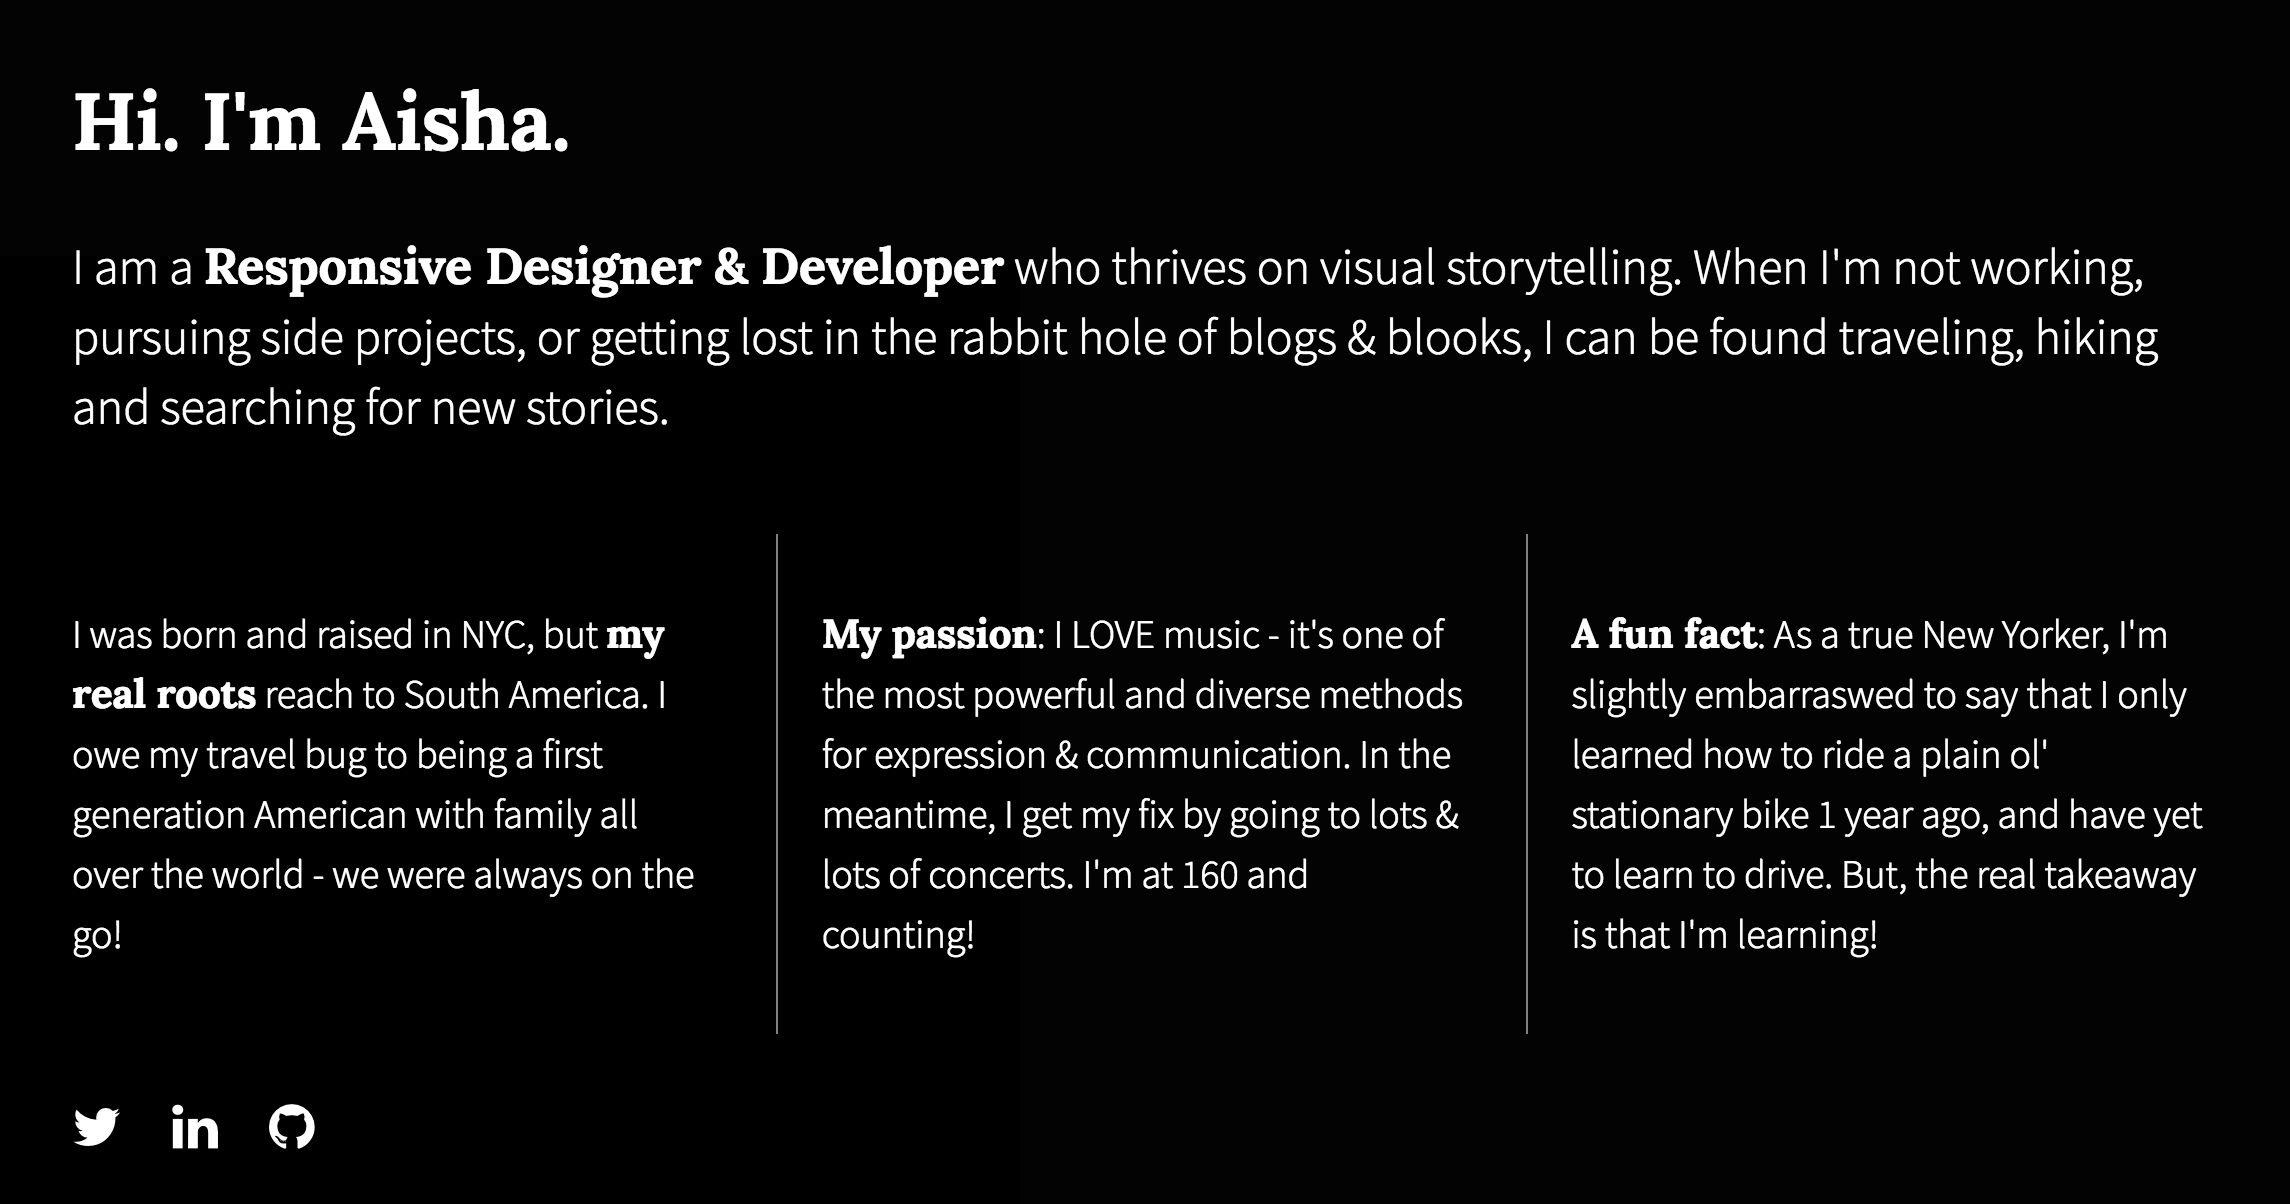 Hi. I'm Aisha.
I am a Responsive Designer & Developer who thrives on visual storytelling. When I'm not working,
pursuing side projects, or getting lost in the rabbit hole of blogs & blooks, I can be found traveling, hiking
and searching for new stories.
I was born and raised in NYC, but my
real roots reach to South America. I
owe my travel bug to being a first
generation American with family all
over the world - we were always on the
go!
My passion: I LOVE music - it's one of
the most powerful and diverse methods
for expression & communication. In the
meantime, I get my fix by going to lots &
lots of concerts. I'm at 160 and
counting!
A fun fact: As a true New Yorker, I'm
slightly embarraswed to say that I only
learned how to ride a plain ol'
stationary bike 1 year ago, and have yet
to learn to drive. But, the real takeaway
is that I'm learning!
in